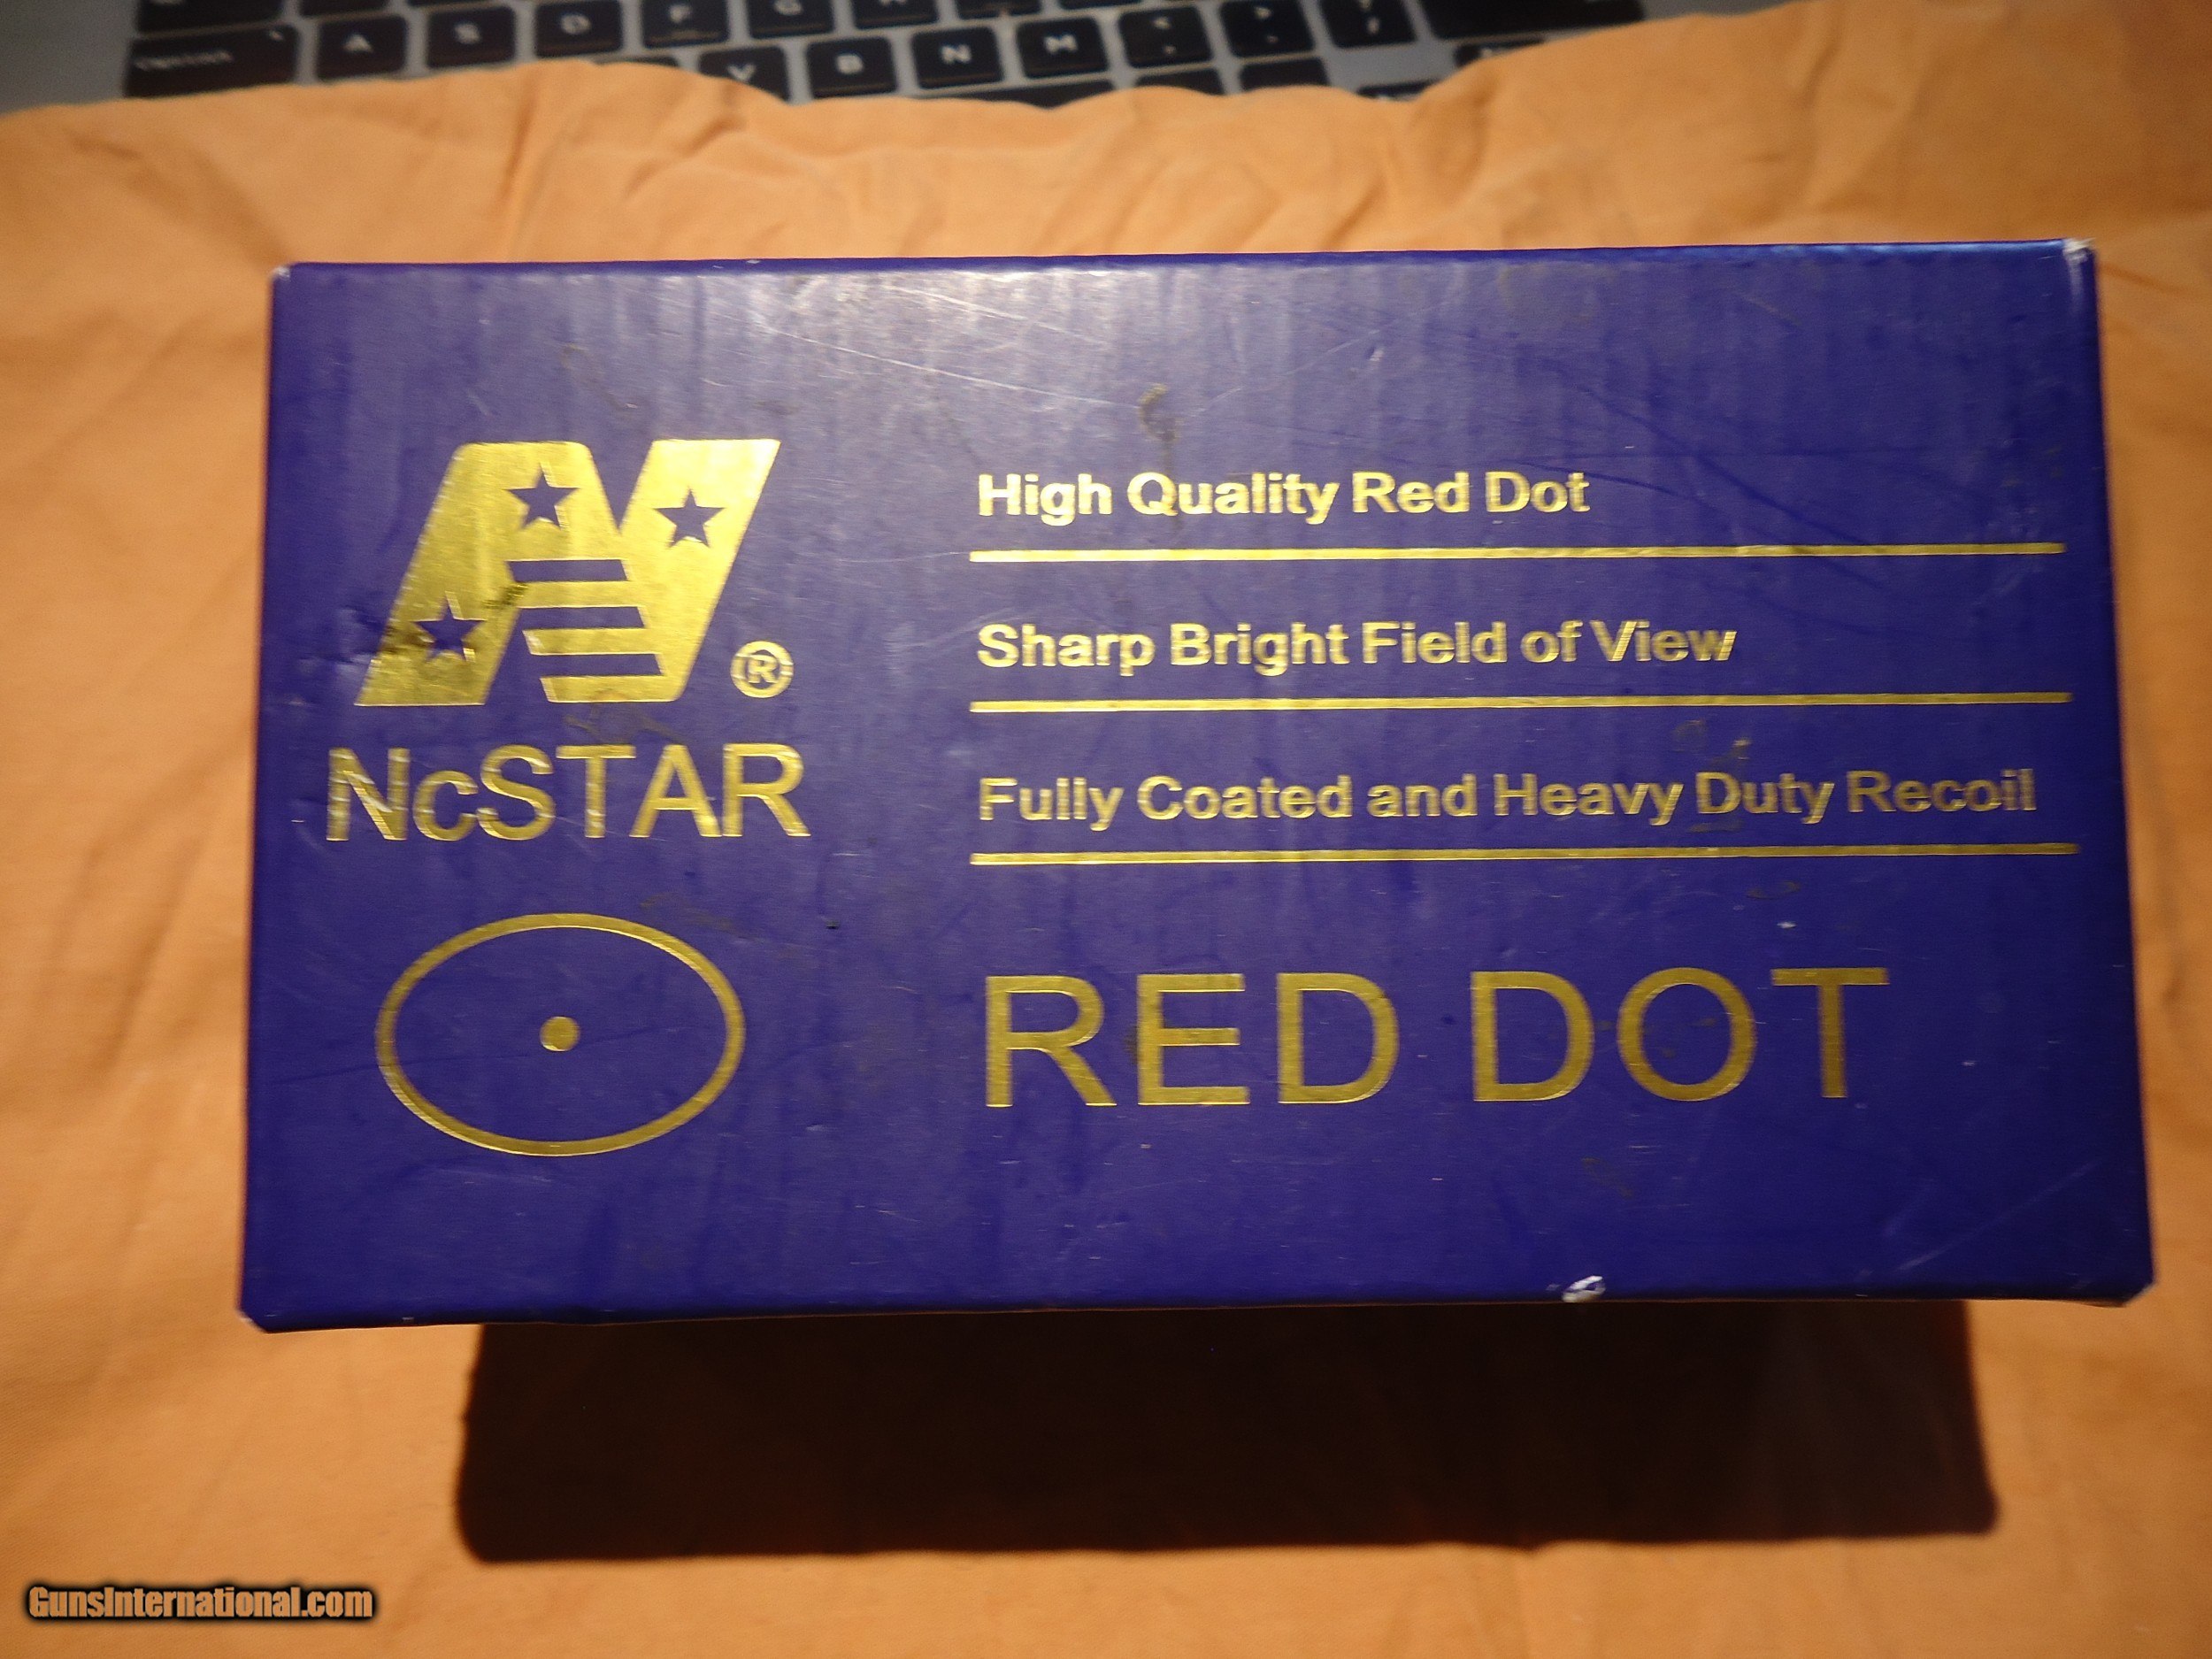 A S D F G H
V B N M
High Quality Red Dot
Sharp Bright Field of View
Fully Coated and Heavy Duty Recoil
N®
NcSTAR
RED DOT
GunsInternational.com